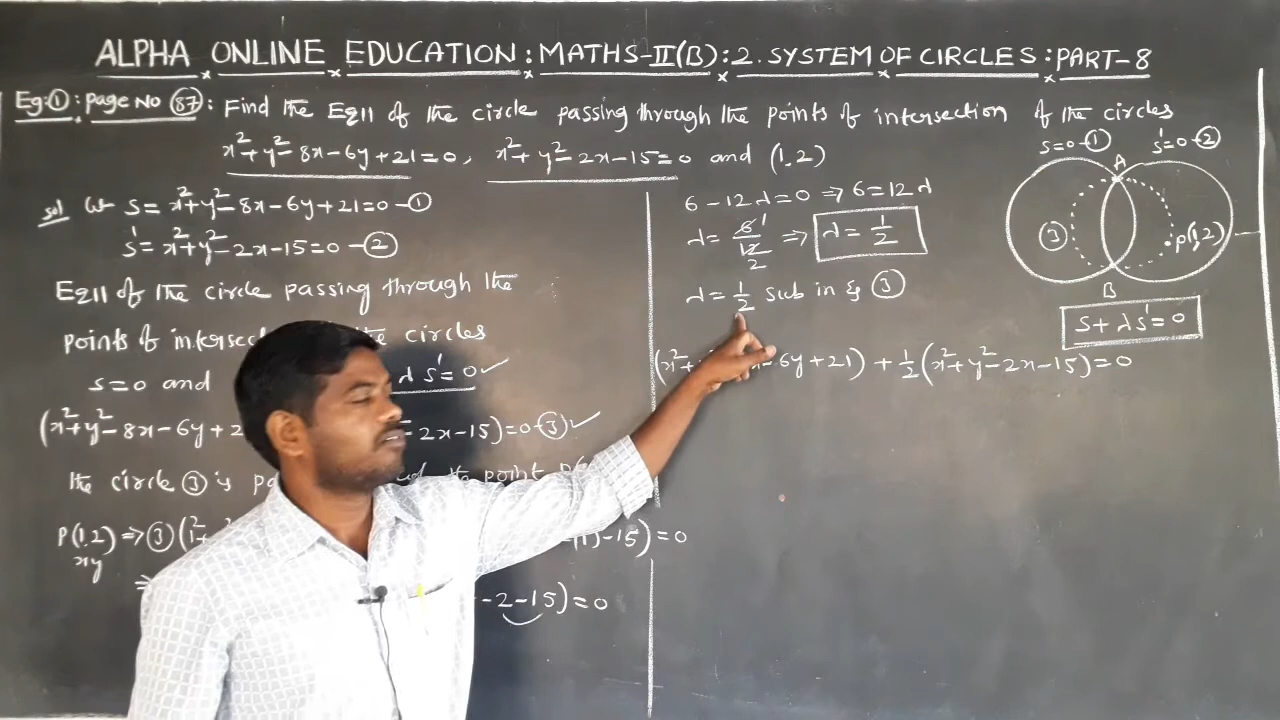 ALPHA ONLINE EDUCATION : MATHS-II(B) : 2. SYSTEM OF CIRCLES : PART-8
Eg:① : page No 87 : Find the Eqn of the circle passing through the points of intersection of the circles
x²+y²-8x-6y+21=0, x²+y²-2x-15=0 and (1,2)
sol let S=x²+y²-8x-6y+21=0-①
S'=x²+y²-2x-15=0-②
Eqn of the circle passing through the
points of circles
S=0 and λS'=0✓
(x²+y²-8x-6y+2 -2x-15)=0-③✓
the circle ③ is the point
P(1,2)⇒③(1²+ -15)=0
xy
⇒ -2-15)=0
6-12λ=0 ⇒ 6=12λ
λ=6/12 1/2 ⇒ λ=1/2
λ=1/2 sub in Eq ③
(x²+ 6y+21)+1/2(x²+y²-2x-15)=0
S=0-① S'=0-②
A
③ P(1,2)
B
S+λS'=0